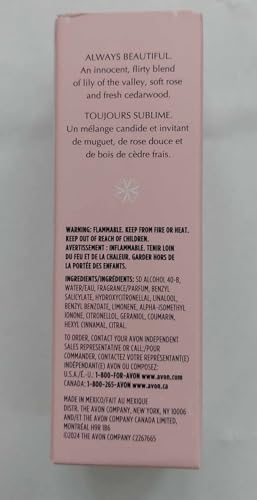 ALWAYS BEAUTIFUL.
An innocent, flirty blend
of lily of the valley, soft rose
and fresh cedarwood.
TOUJOURS SUBLIME.
Un mélange candide et invitant
de muguet, de rose douce et
de bois de cèdre frais.
WARNING: FLAMMABLE. KEEP FROM FIRE OR HEAT.
KEEP OUT OF REACH OF CHILDREN.
AVERTISSEMENT : INFLAMMABLE. TENIR LOIN
DU FEU ET DE LA CHALEUR. GARDER HORS DE
LA PORTÉE DES ENFANTS.
INGREDIENTS/INGRÉDIENTS: SD ALCOHOL 40-B,
WATER/EAU, FRAGRANCE/PARFUM, BENZYL
SALICYLATE, HYDROXYCITRONELLAL, LINALOOL,
BENZYL BENZOATE, LIMONENE, ALPHA-ISOMETHYL
IONONE, CITRONELLOL, GERANIOL, COUMARIN,
HEXYL CINNAMAL, CITRAL.
TO ORDER, CONTACT YOUR AVON INDEPENDENT
SALES REPRESENTATIVE OR CALL:/POUR
COMMANDER, CONTACTEZ VOTRE REPRÉSENTANT(E)
INDÉPENDANT(E) AVON OU COMPOSEZ :
U.S.A./É.-U. 1-800-FOR-AVON www.avon.com
CANADA: 1-800-265-AVON www.avon.ca
MADE IN MEXICO/FAIT AU MEXIQUE
DISTR. THE AVON COMPANY, NEW YORK, NY 10006
AND/ET THE AVON COMPANY CANADA LIMITED,
MONTRÉAL H9R 1B6
©2024 THE AVON COMPANY C2267665